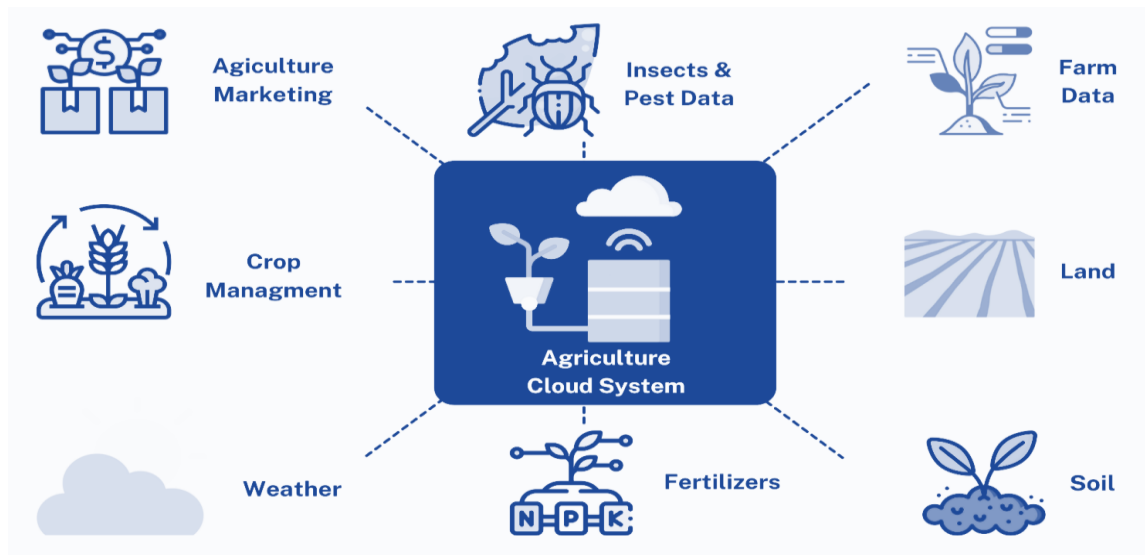 Agiculture
Marketing
Insects &
Pest Data
Farm
Data
Crop
Managment
Land
Agriculture
Cloud System
Weather
N P K
Fertilizers
Soil